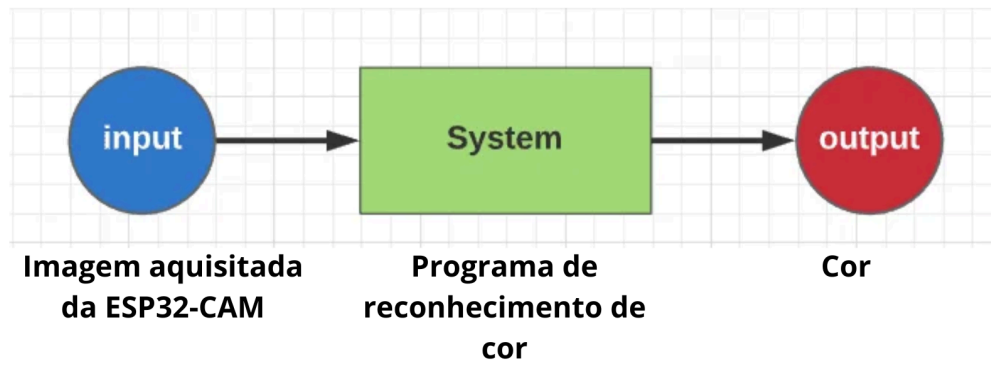 input
System
output
Imagem aquisitada
da ESP32-CAM
Programa de
reconhecimento de
cor
Cor